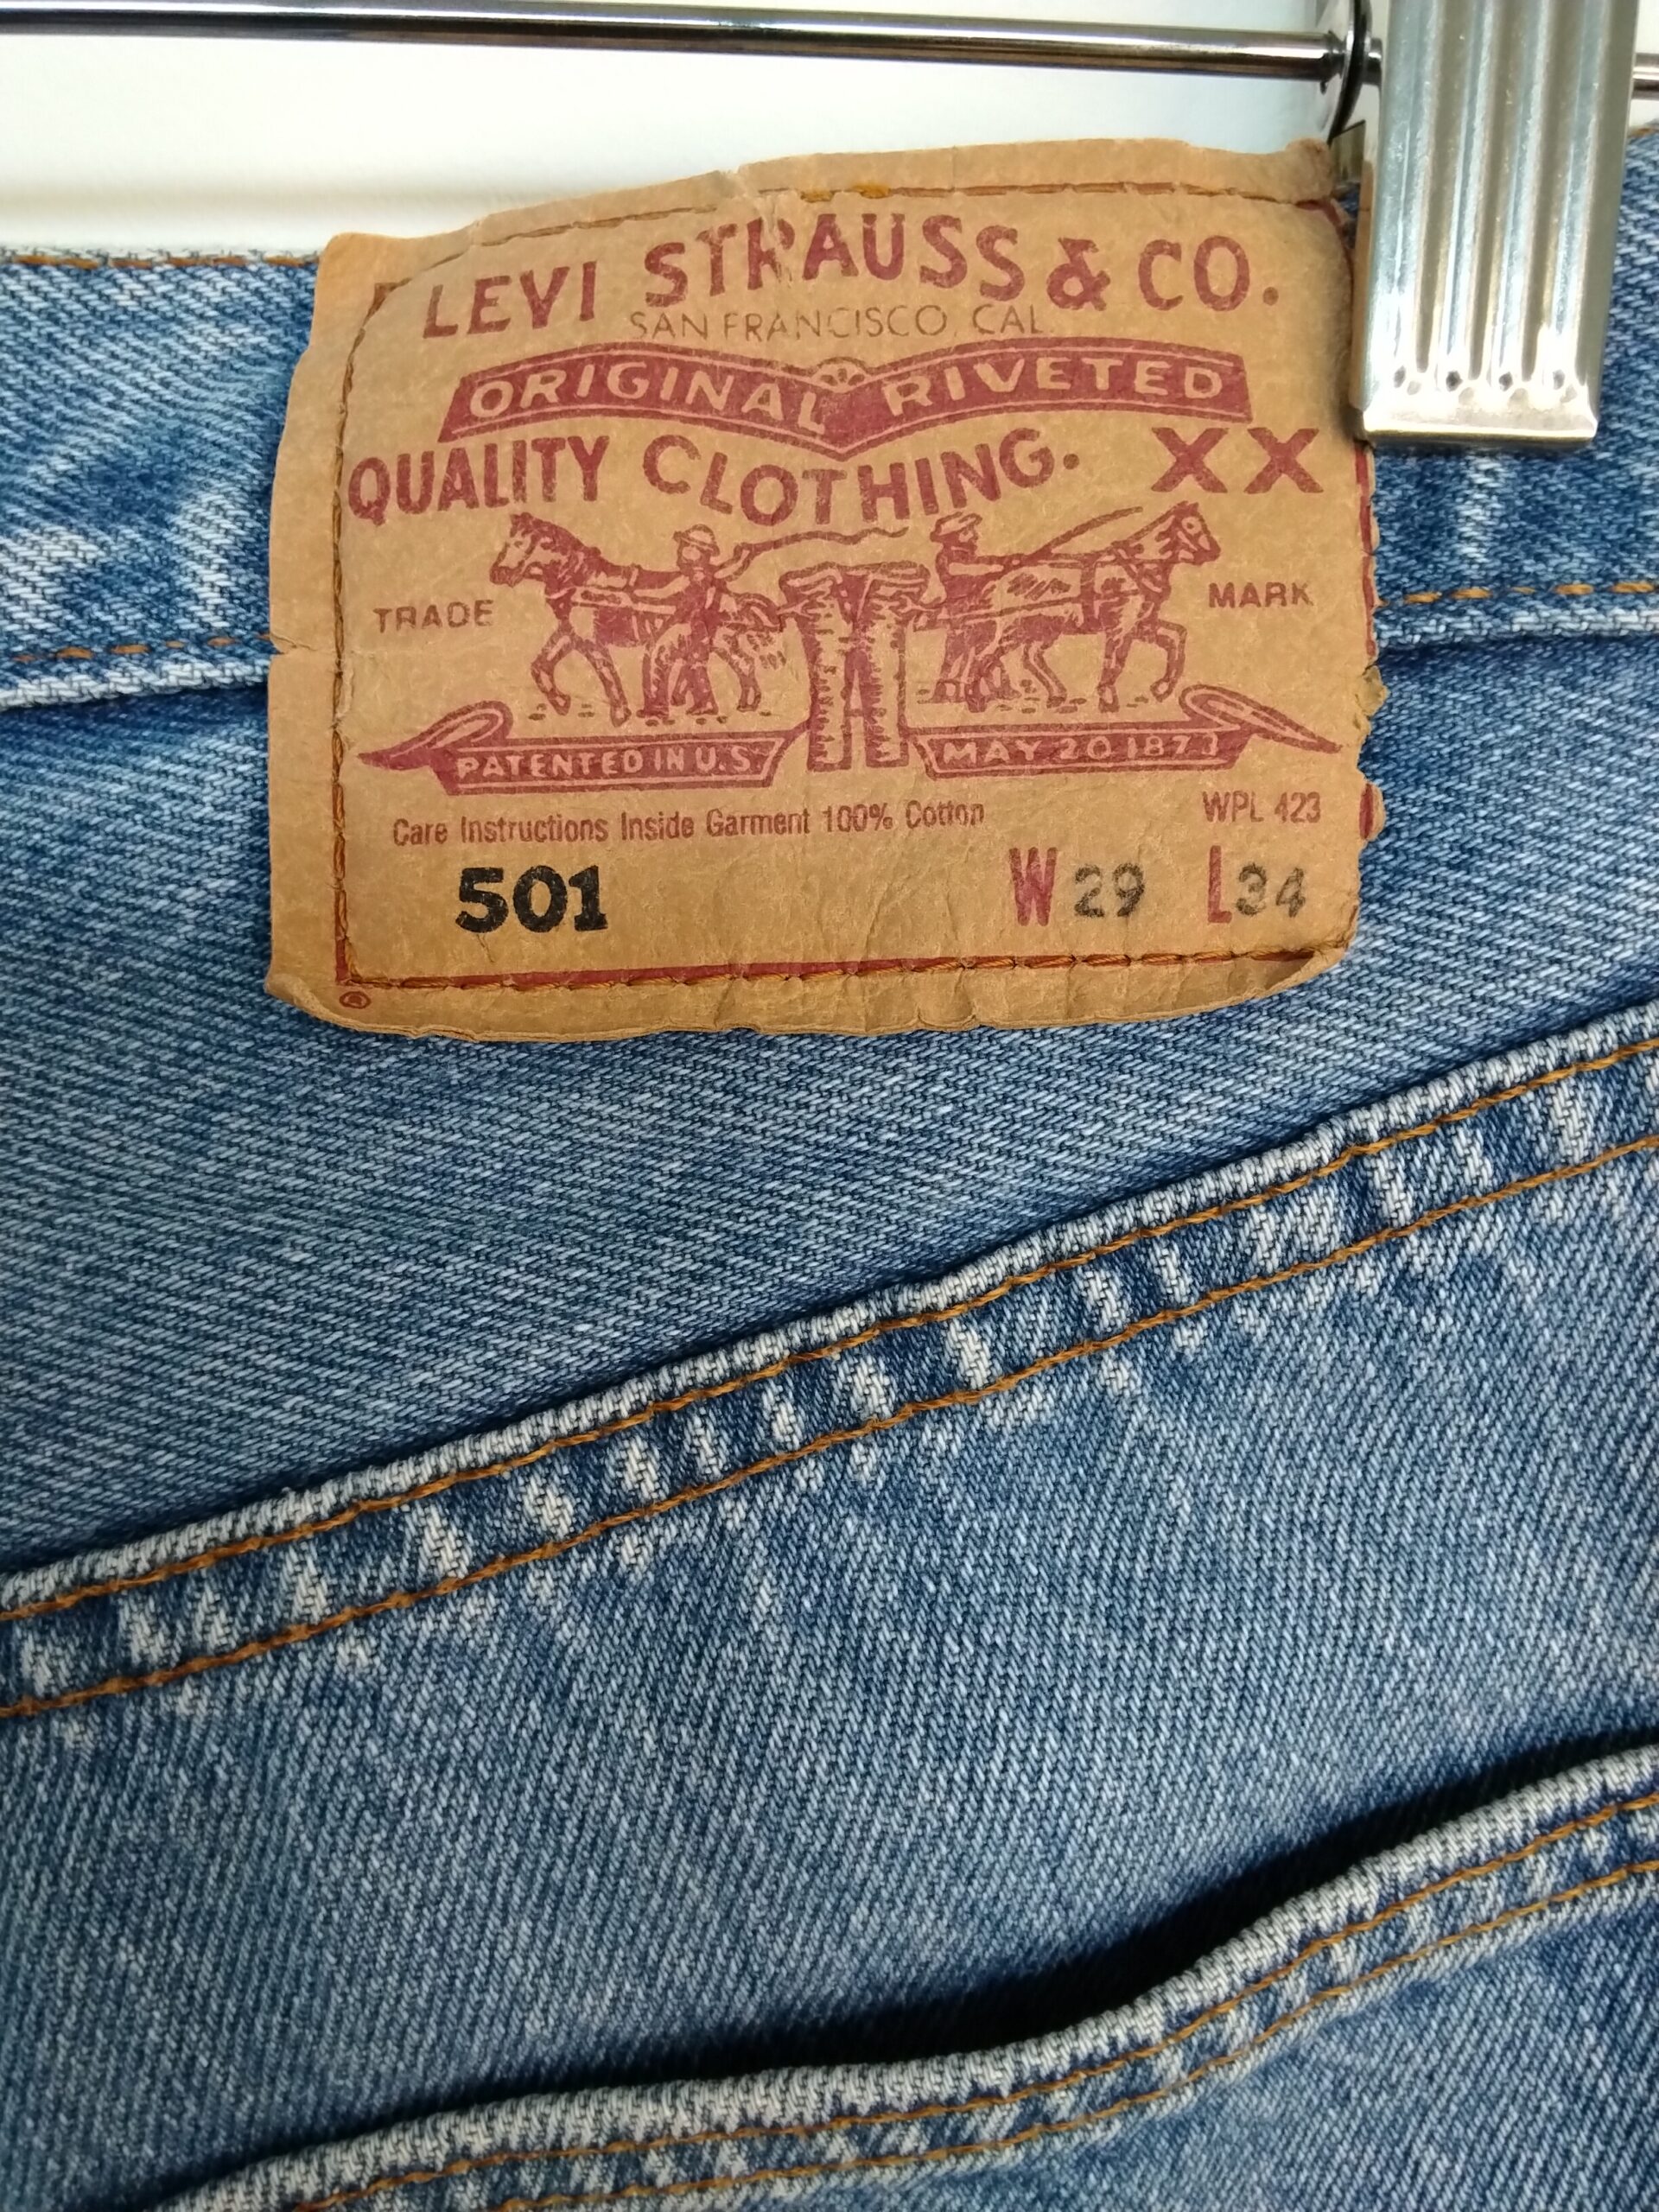 LEVI STRAUSS & CO.
SAN FRANCISCO, CAL.
ORIGINAL RIVETED
QUALITY CLOTHING. XX
TRADE MARK
PATENTED IN U.S. MAY 20 1873
Care Instructions Inside Garment 100% Cotton WPL 423
501 W 29 L 34
®